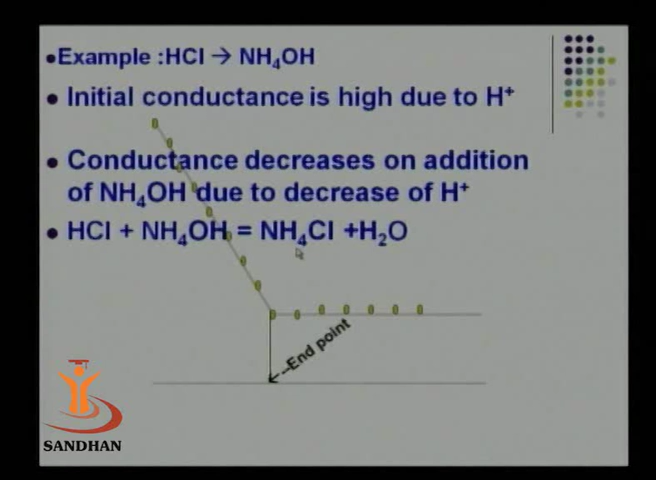 •Example :HCl → NH₄OH
• Initial conductance is high due to H⁺
• Conductance decreases on addition
of NH₄OH due to decrease of H⁺
• HCl + NH₄OH = NH₄Cl +H₂O
End point
SANDHAN